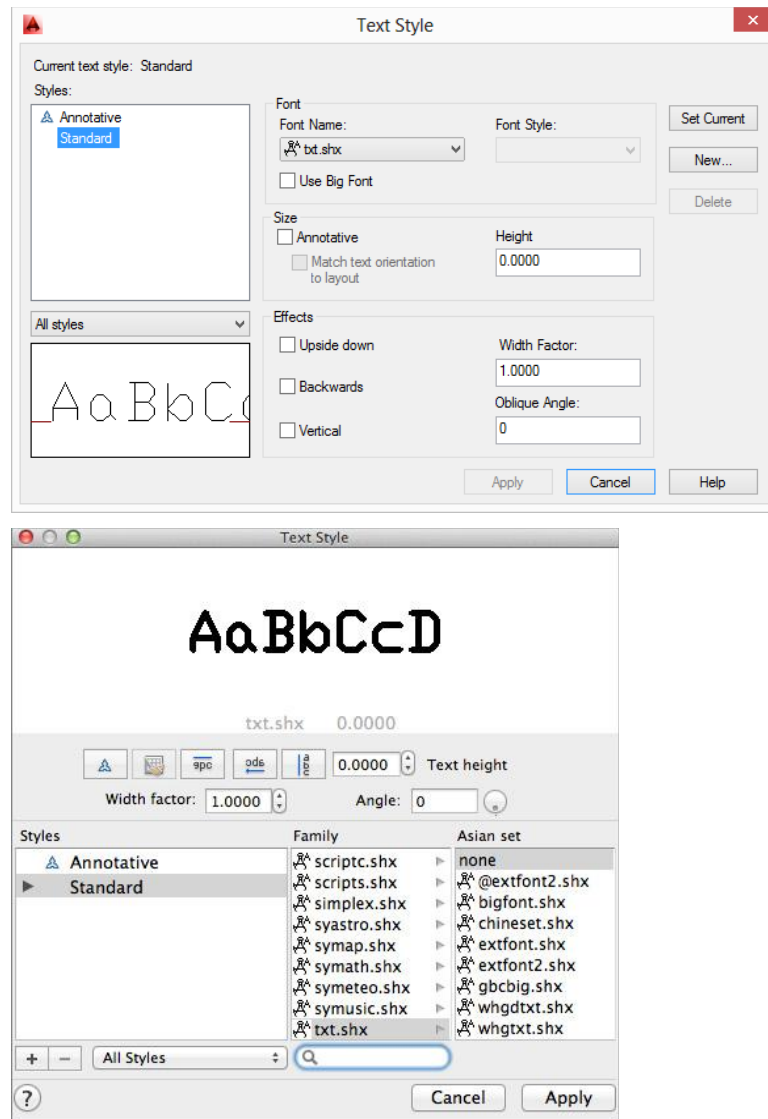 Text Style
Current text style: Standard
Styles:
Annotative
Standard
All styles
AaBbCc
Font
Font Name:
txt.shx
Font Style:
Use Big Font
Size
Annotative
Match text orientation
to layout
Height
0.0000
Effects
Upside down
Backwards
Vertical
Width Factor:
1.0000
Oblique Angle:
0
Set Current
New...
Delete
Apply
Cancel
Help
Text Style
AaBbCcD
txt.shx 0.0000
abc
abc
abc
0.0000
Text height
Width factor: 1.0000
Angle: 0
Styles
Annotative
Standard
Family
scriptc.shx
scripts.shx
simplex.shx
syastro.shx
symap.shx
symath.shx
symeteo.shx
symusic.shx
txt.shx
Asian set
none
@extfont2.shx
bigfont.shx
chineset.shx
extfont.shx
extfont2.shx
gbcbig.shx
whgdtxt.shx
whgtxt.shx
+ −
All Styles
?
Cancel
Apply